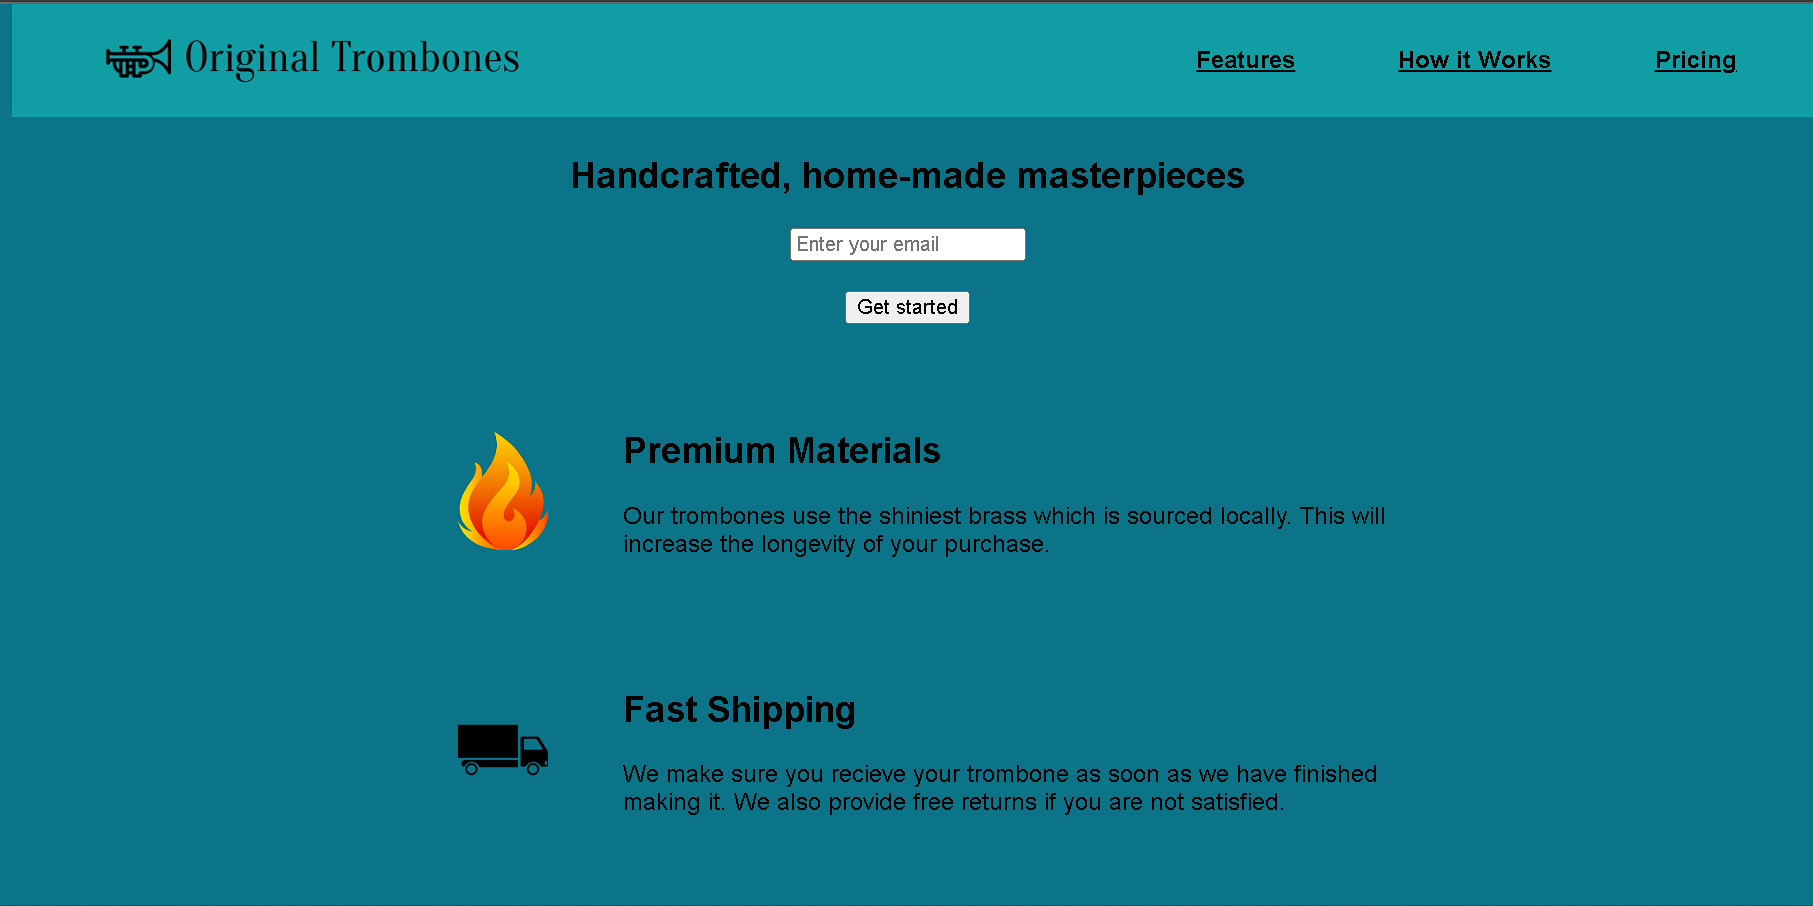 Original Trombones
Features
How it Works
Pricing
Handcrafted, home-made masterpieces
Enter your email
Get started
Premium Materials
Our trombones use the shiniest brass which is sourced locally. This will
increase the longevity of your purchase.
Fast Shipping
We make sure you recieve your trombone as soon as we have finished
making it. We also provide free returns if you are not satisfied.